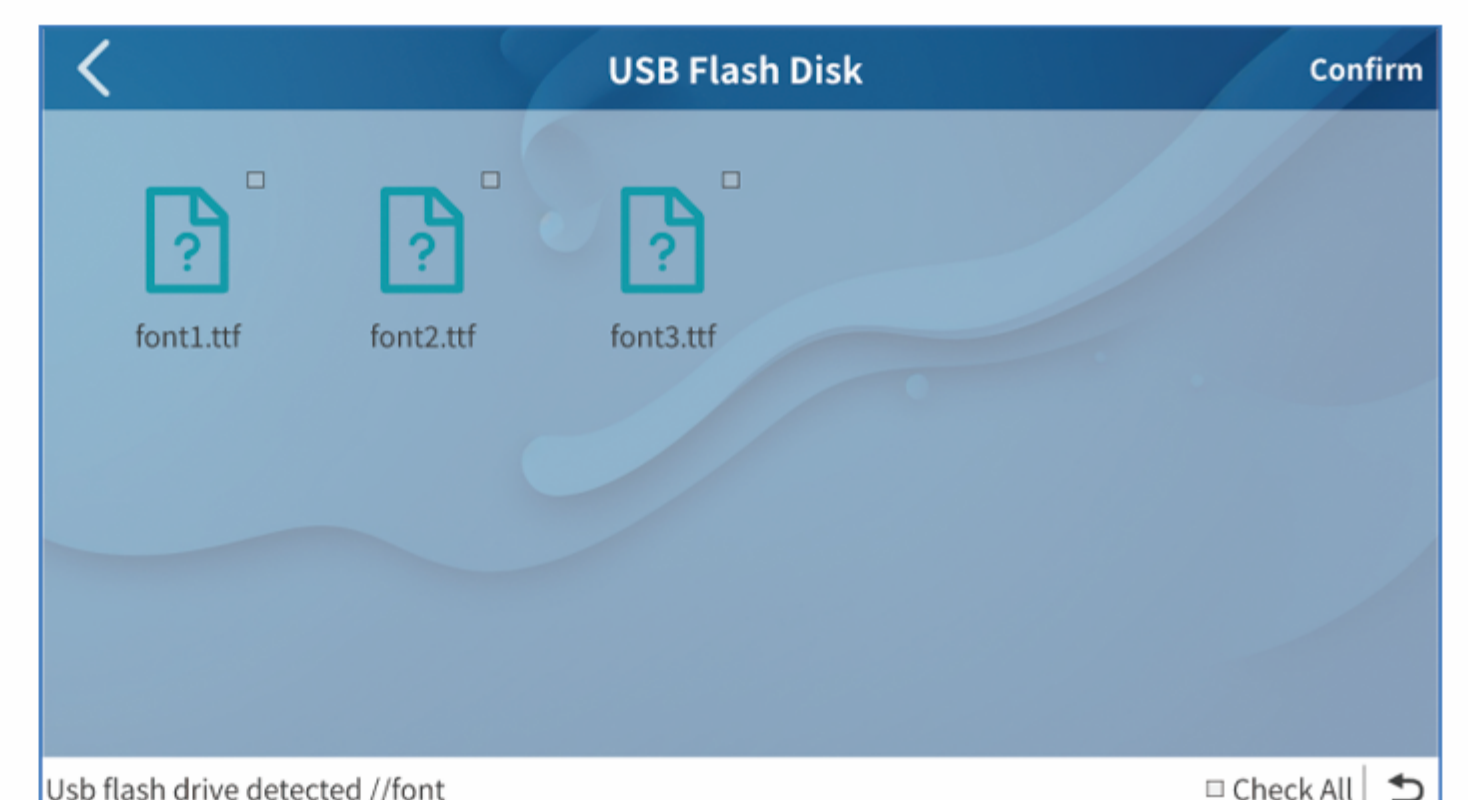 USB Flash Disk
Confirm
?
?
?
font1.ttf
font2.ttf
font3.ttf
Usb flash drive detected //font
Check All